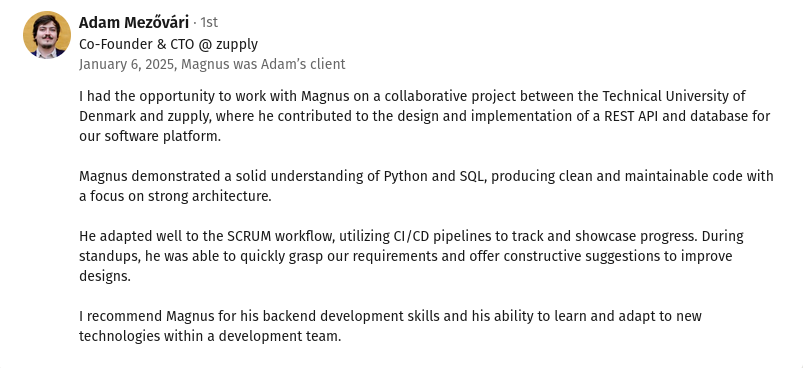 Adam Mezővári · 1st
Co-Founder & CTO @ zupply
January 6, 2025, Magnus was Adam’s client
I had the opportunity to work with Magnus on a collaborative project between the Technical University of
Denmark and zupply, where he contributed to the design and implementation of a REST API and database for
our software platform.
Magnus demonstrated a solid understanding of Python and SQL, producing clean and maintainable code with
a focus on strong architecture.
He adapted well to the SCRUM workflow, utilizing CI/CD pipelines to track and showcase progress. During
standups, he was able to quickly grasp our requirements and offer constructive suggestions to improve
designs.
I recommend Magnus for his backend development skills and his ability to learn and adapt to new
technologies within a development team.